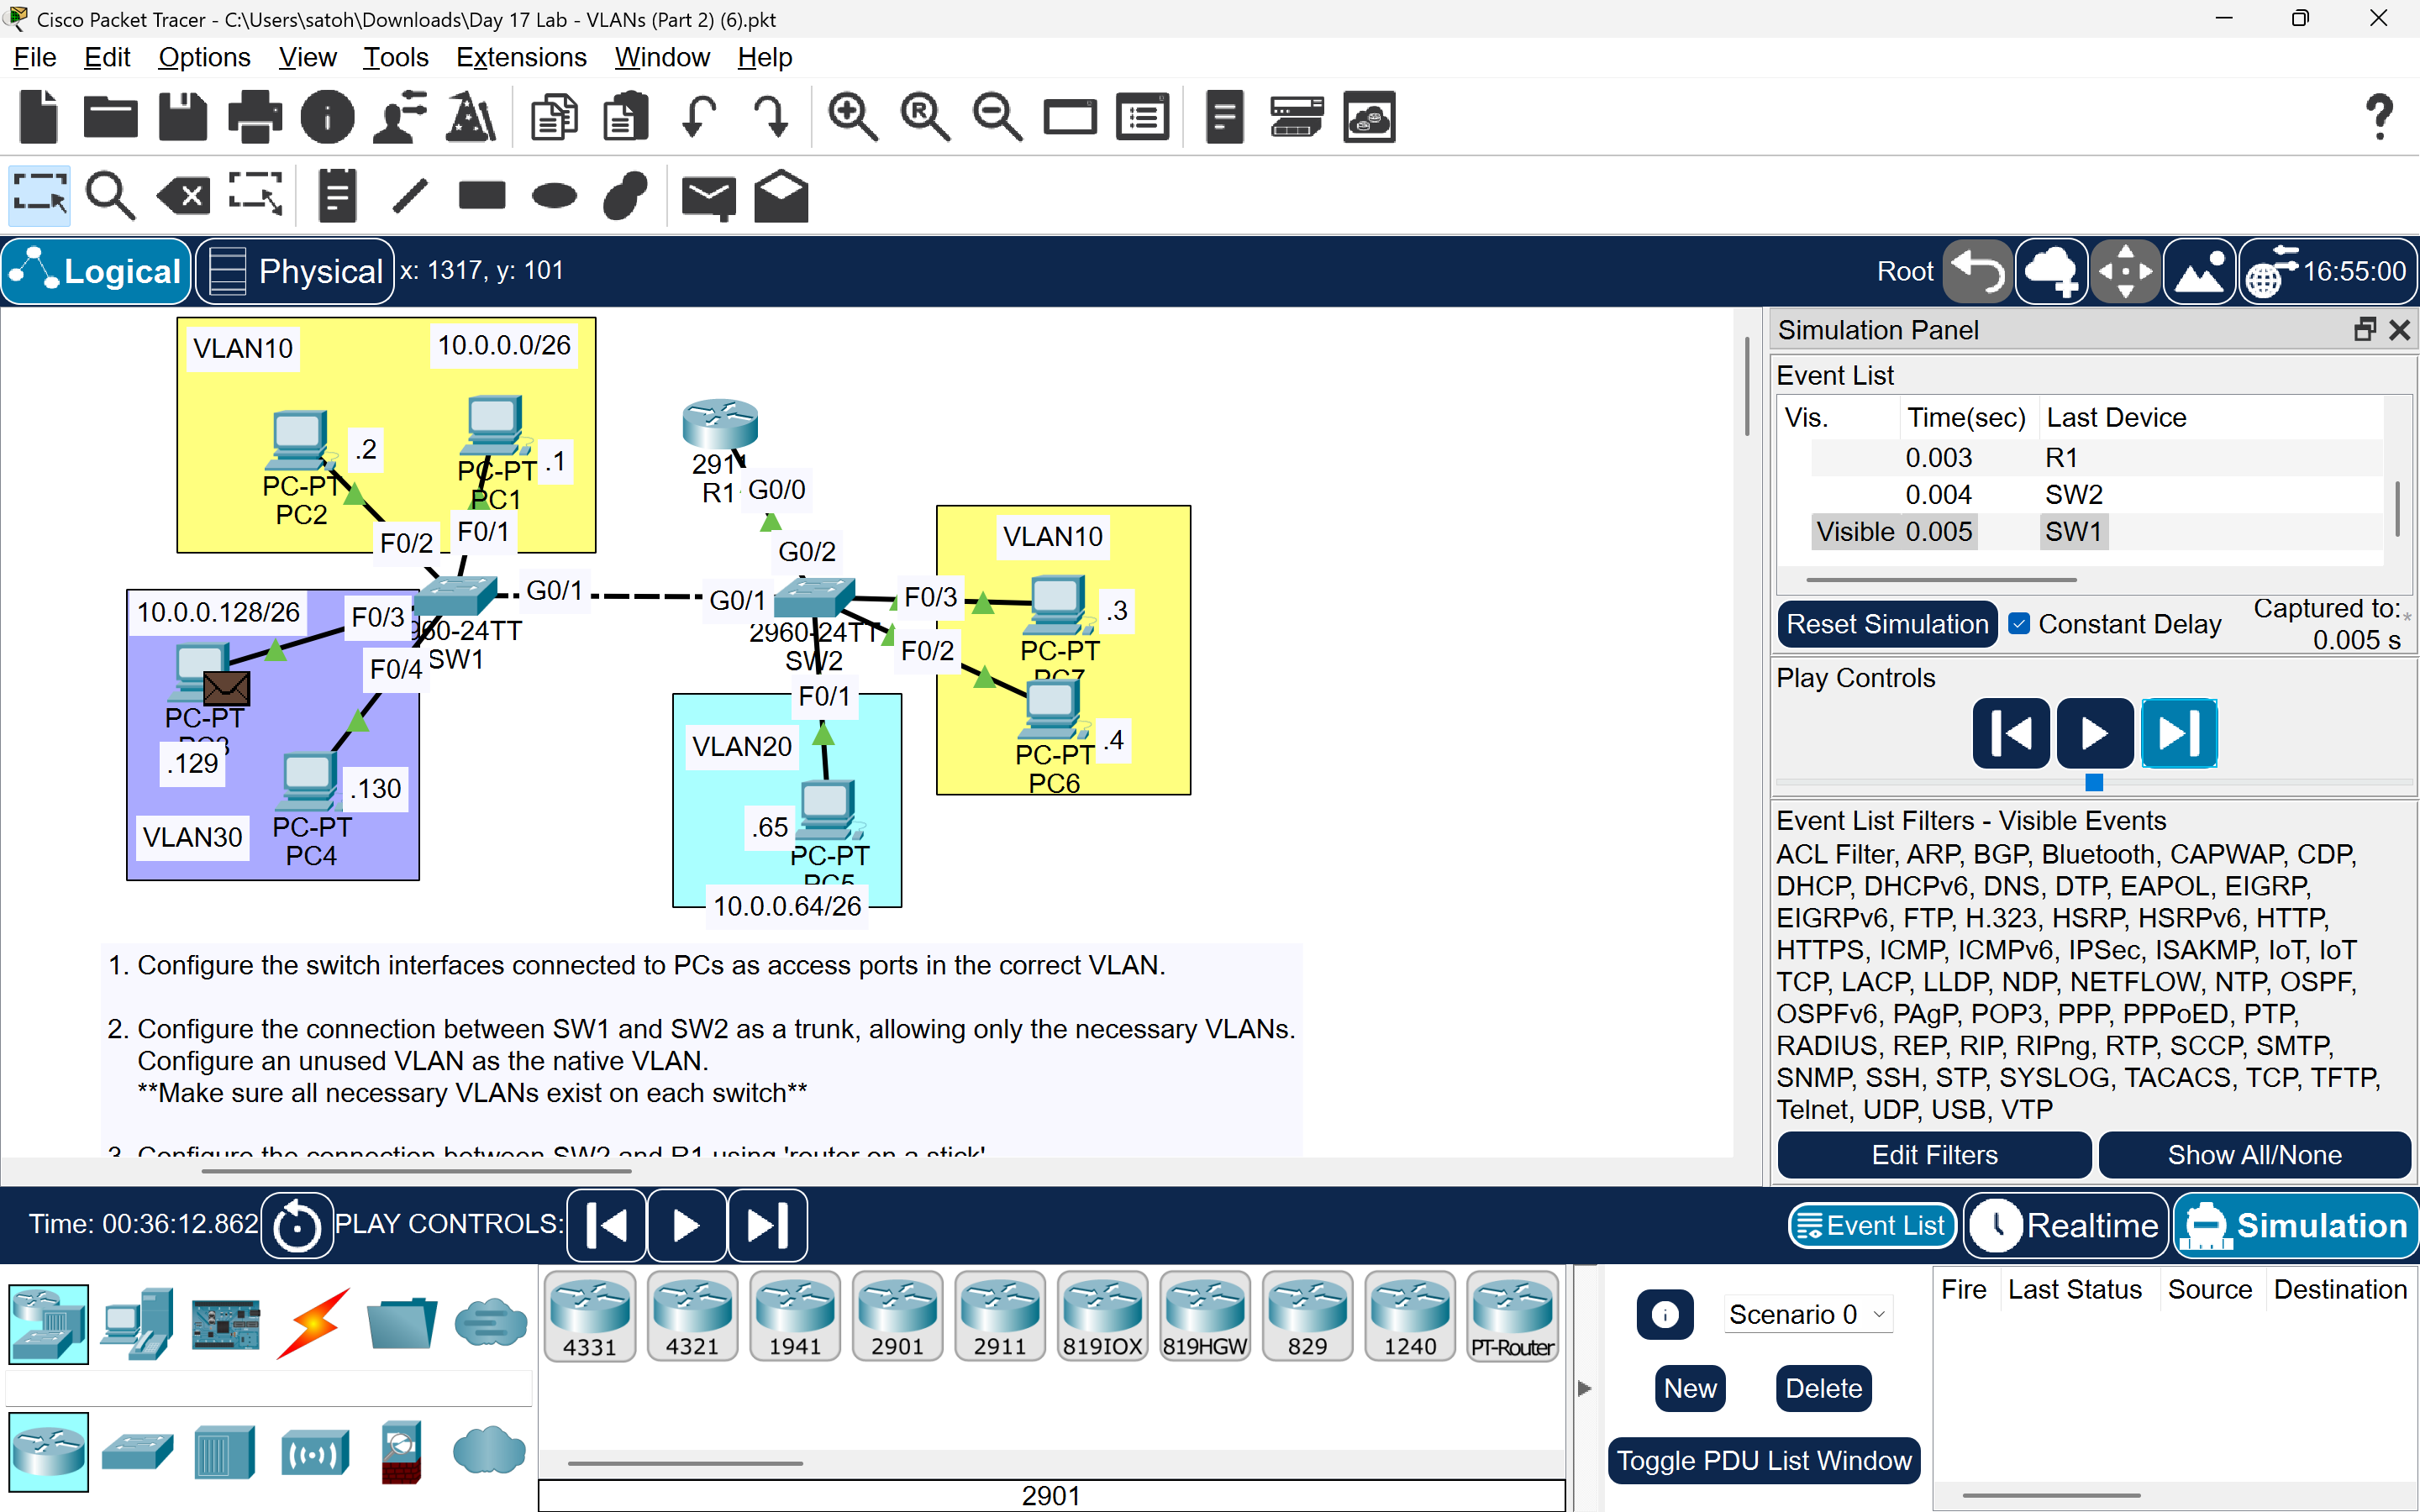 Cisco Packet Tracer - C:\Users\satoh\Downloads\Day 17 Lab - VLANs (Part 2) (6).pkt
File Edit Options View Tools Extensions Window Help
Logical Physical x: 1317, y: 101 Root 16:55:00
VLAN10 10.0.0.0/26
.2 .1
PC-PT PC2
PC-PT PC1
F0/2 F0/1
2911
R1 G0/0
G0/2
VLAN10
10.0.0.128/26 F0/3
G0/1 G0/1
F0/3 .3
2960-24TT
SW2
SW1
F0/4
F0/2
PC-PT
PC7
PC-PT
PC3
.129
F0/1
VLAN20
PC-PT .4
PC6
.130
VLAN30
PC-PT
PC4
.65
PC-PT
PC5
10.0.0.64/26
1. Configure the switch interfaces connected to PCs as access ports in the correct VLAN.
2. Configure the connection between SW1 and SW2 as a trunk, allowing only the necessary VLANs.
Configure an unused VLAN as the native VLAN.
**Make sure all necessary VLANs exist on each switch**
3. Configure the connection between SW2 and R1 using 'router on a stick'
Simulation Panel
Event List
Vis. Time(sec) Last Device
0.003 R1
0.004 SW2
Visible 0.005 SW1
Reset Simulation Constant Delay Captured to:*
0.005 s
Play Controls
Event List Filters - Visible Events
ACL Filter, ARP, BGP, Bluetooth, CAPWAP, CDP,
DHCP, DHCPv6, DNS, DTP, EAPOL, EIGRP,
EIGRPv6, FTP, H.323, HSRP, HSRPv6, HTTP,
HTTPS, ICMP, ICMPv6, IPSec, ISAKMP, IoT, IoT
TCP, LACP, LLDP, NDP, NETFLOW, NTP, OSPF,
OSPFv6, PAgP, POP3, PPP, PPPoED, PTP,
RADIUS, REP, RIP, RIPng, RTP, SCCP, SMTP,
SNMP, SSH, STP, SYSLOG, TACACS, TCP, TFTP,
Telnet, UDP, USB, VTP
Edit Filters Show All/None
Time: 00:36:12.862 PLAY CONTROLS: Event List Realtime Simulation
4331 4321 1941 2901 2911 819IOX 819HGW 829 1240 PT-Router
2901
Scenario 0
New Delete
Toggle PDU List Window
Fire Last Status Source Destination